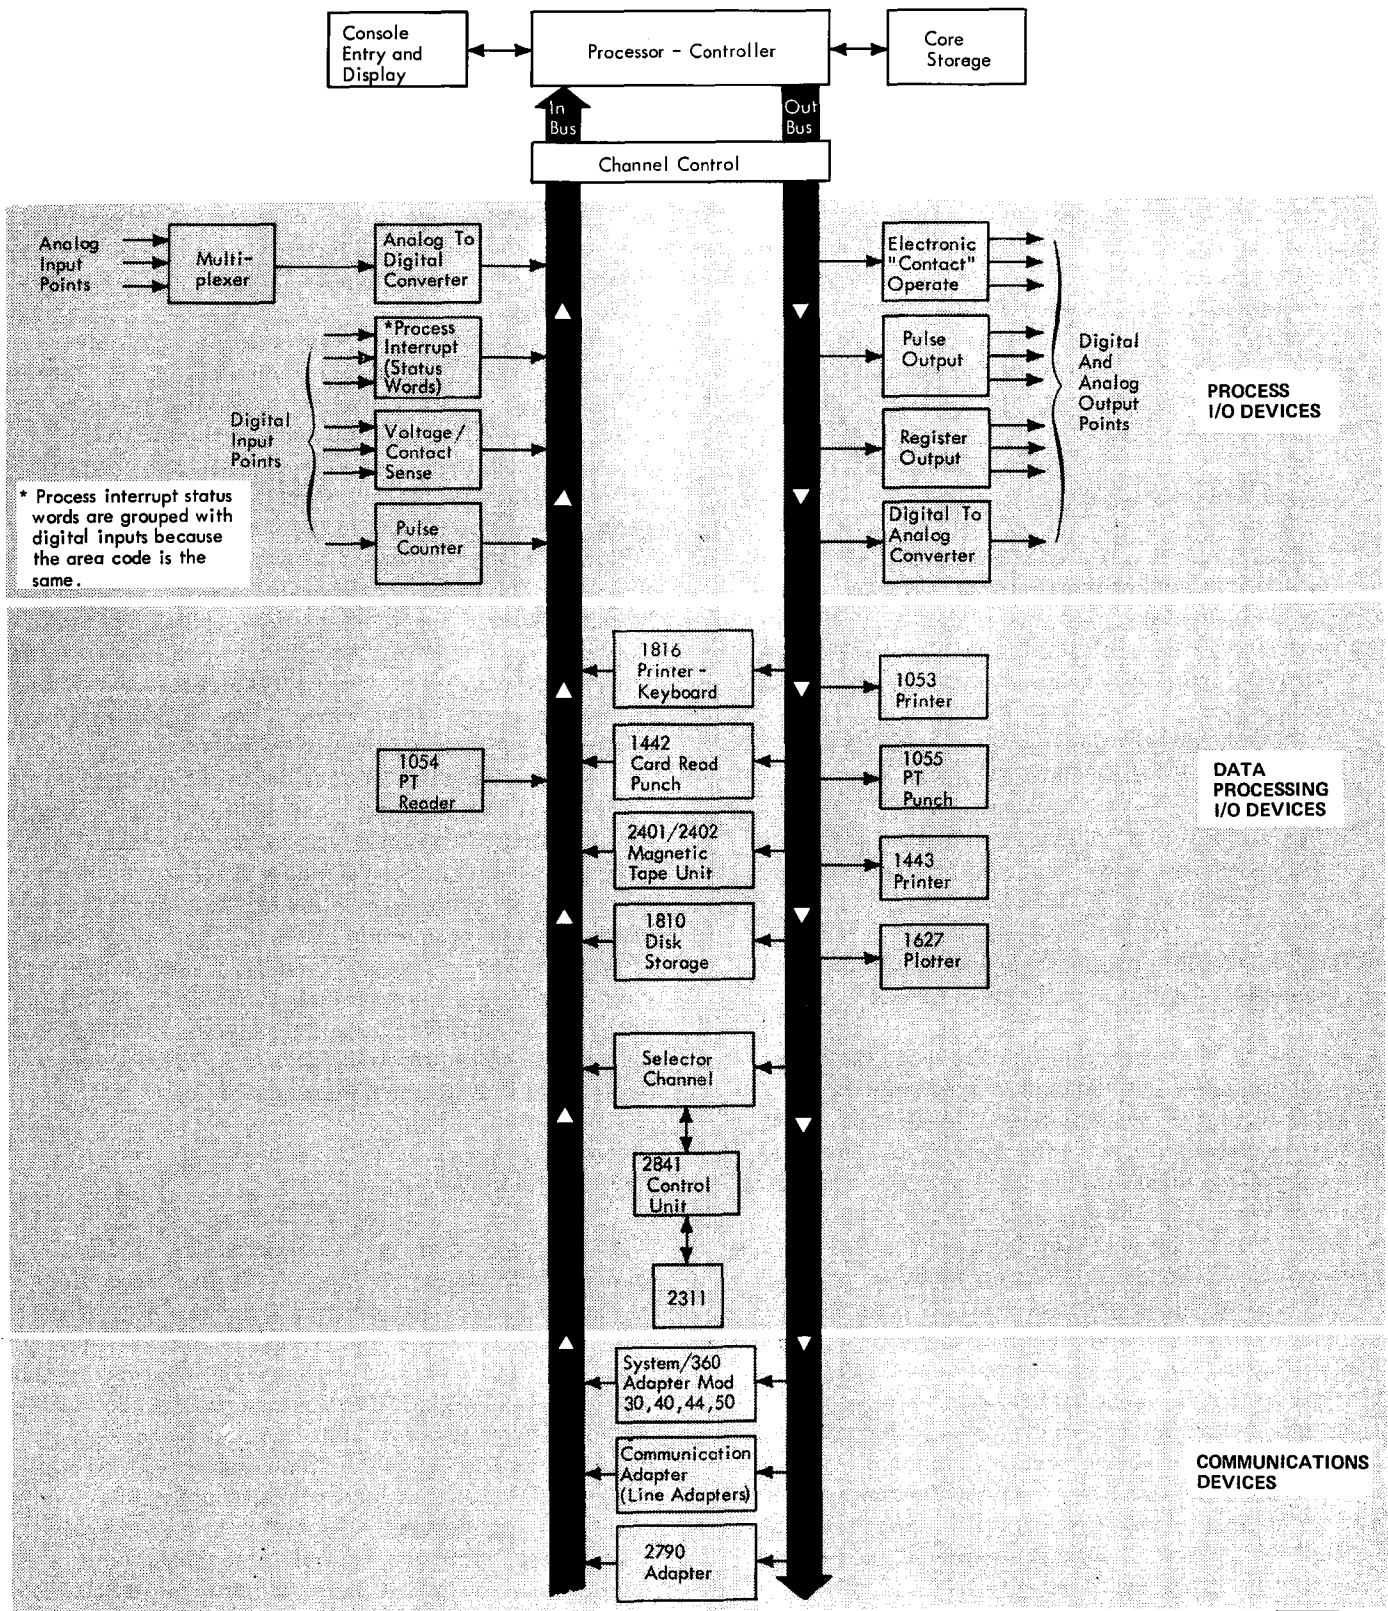 Console
Entry and
Display
Processor - Controller
Core
Storage
In
Bus
Out
Bus
Channel Control
Analog
Input
Points
Multi-
plexer
Analog To
Digital
Converter
Electronic
"Contact"
Operate
*Process
Interrupt
(Status
Words)
Pulse
Output
Digital
And
Analog
Output
Points
PROCESS
I/O DEVICES
Digital
Input
Points
Voltage/
Contact
Sense
Register
Output
* Process interrupt status
words are grouped with
digital inputs because
the area code is the
same.
Pulse
Counter
Digital To
Analog
Converter
1816
Printer -
Keyboard
1053
Printer
1054
PT
Reader
1442
Card Read
Punch
1055
PT
Punch
DATA
PROCESSING
I/O DEVICES
2401/2402
Magnetic
Tape Unit
1443
Printer
1810
Disk
Storage
1627
Plotter
Selector
Channel
2841
Control
Unit
2311
System/360
Adapter Mod
30,40,44,50
Communication
Adapter
(Line Adapters)
COMMUNICATIONS
DEVICES
2790
Adapter